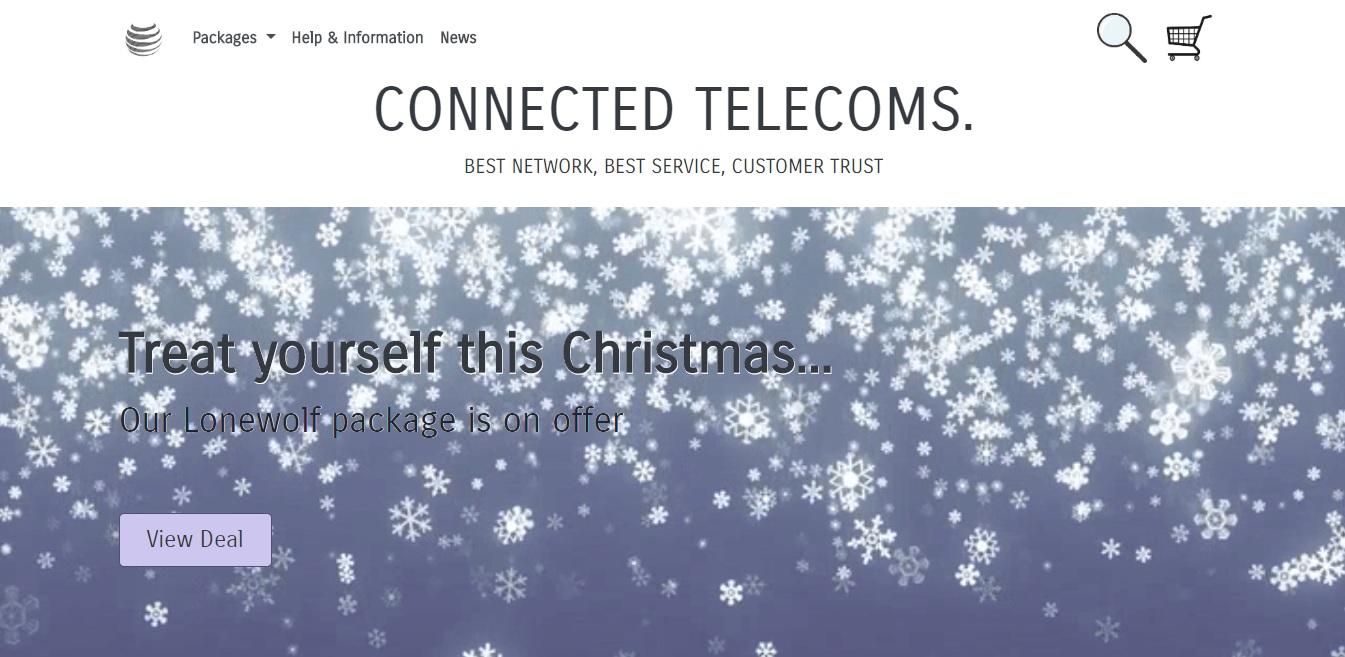 Packages
Help & Information
News
CONNECTED TELECOMS.
BEST NETWORK, BEST SERVICE, CUSTOMER TRUST
Treat yourself this Christmas...
Our Lonewolf package is on offer
View Deal